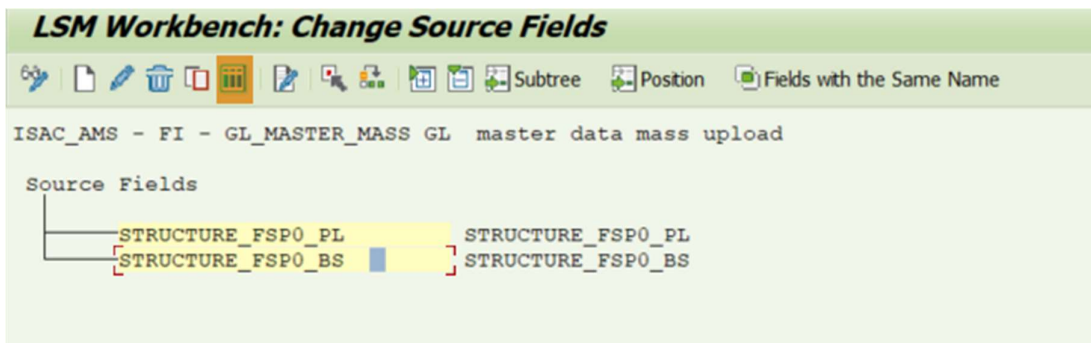 LSM Workbench: Change Source Fields
Subtree Position Fields with the Same Name
ISAC_AMS - FI - GL_MASTER_MASS GL  master data mass upload
Source Fields
STRUCTURE_FSP0_PL STRUCTURE_FSP0_PL
STRUCTURE_FSP0_BS STRUCTURE_FSP0_BS